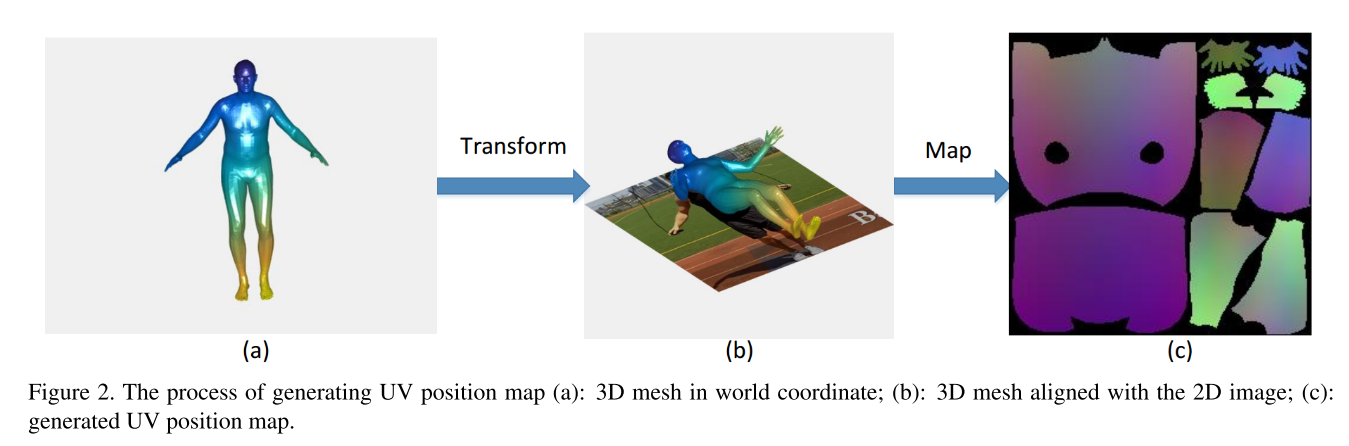 Transform
Map
B
(a)
(b)
(c)
Figure 2. The process of generating UV position map (a): 3D mesh in world coordinate; (b): 3D mesh aligned with the 2D image; (c):
generated UV position map.